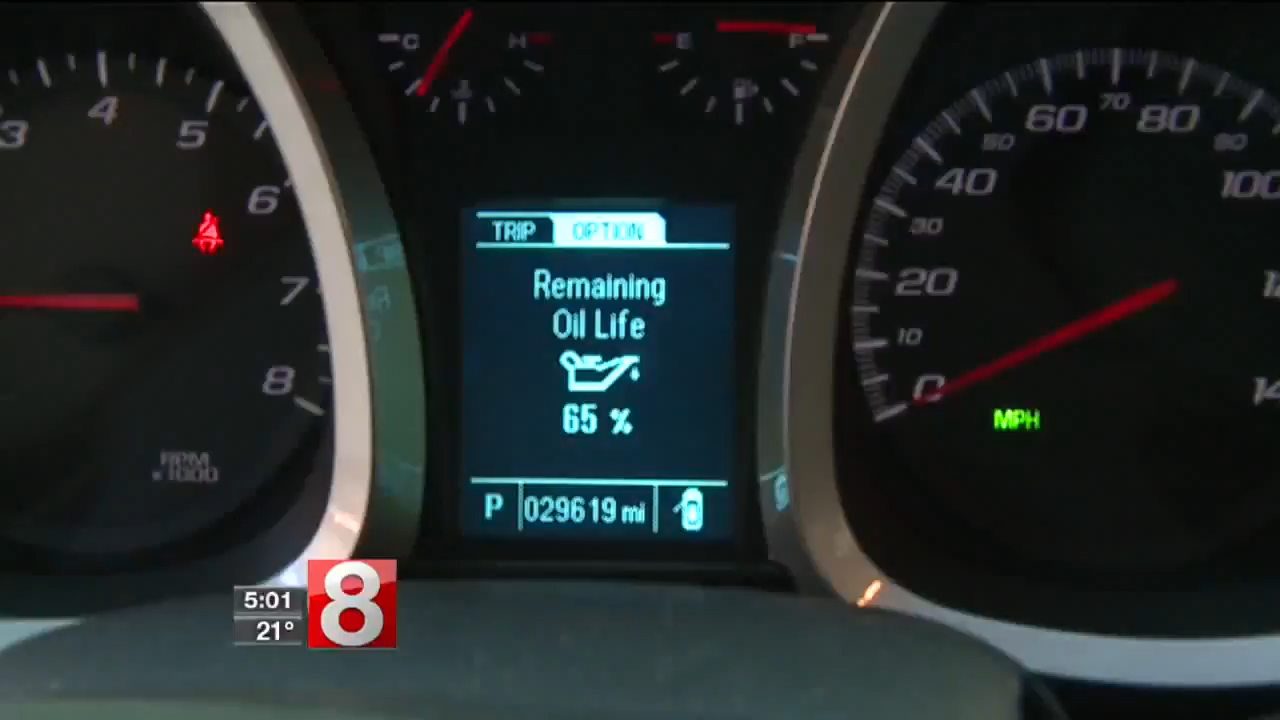 C H E F
3 4 5 6 7 8
RPM
x1000
TRIP OPTION
Remaining
Oil Life
65 %
P 029619 mi
0 10 20 30 40 50 60 70 80 90 100
MPH
5:01
21°
8